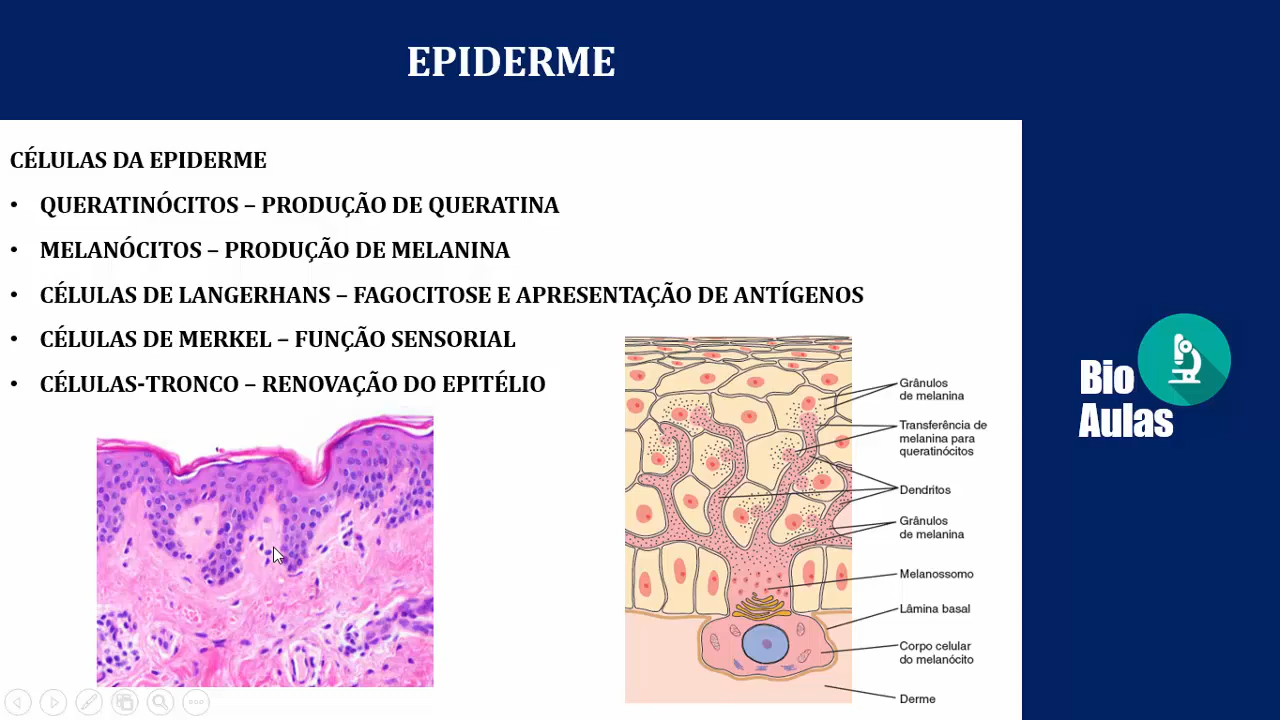 EPIDERME
CÉLULAS DA EPIDERME
• QUERATINÓCITOS – PRODUÇÃO DE QUERATINA
• MELANÓCITOS – PRODUÇÃO DE MELANINA
• CÉLULAS DE LANGERHANS – FAGOCITOSE E APRESENTAÇÃO DE ANTÍGENOS
• CÉLULAS DE MERKEL – FUNÇÃO SENSORIAL
• CÉLULAS-TRONCO – RENOVAÇÃO DO EPITÉLIO
Grânulos
de melanina
Transferência de
melanina para
queratinócitos
Dendritos
Grânulos
de melanina
Melanossomo
Lâmina basal
Corpo celular
do melanócito
Derme
Bio
Aulas